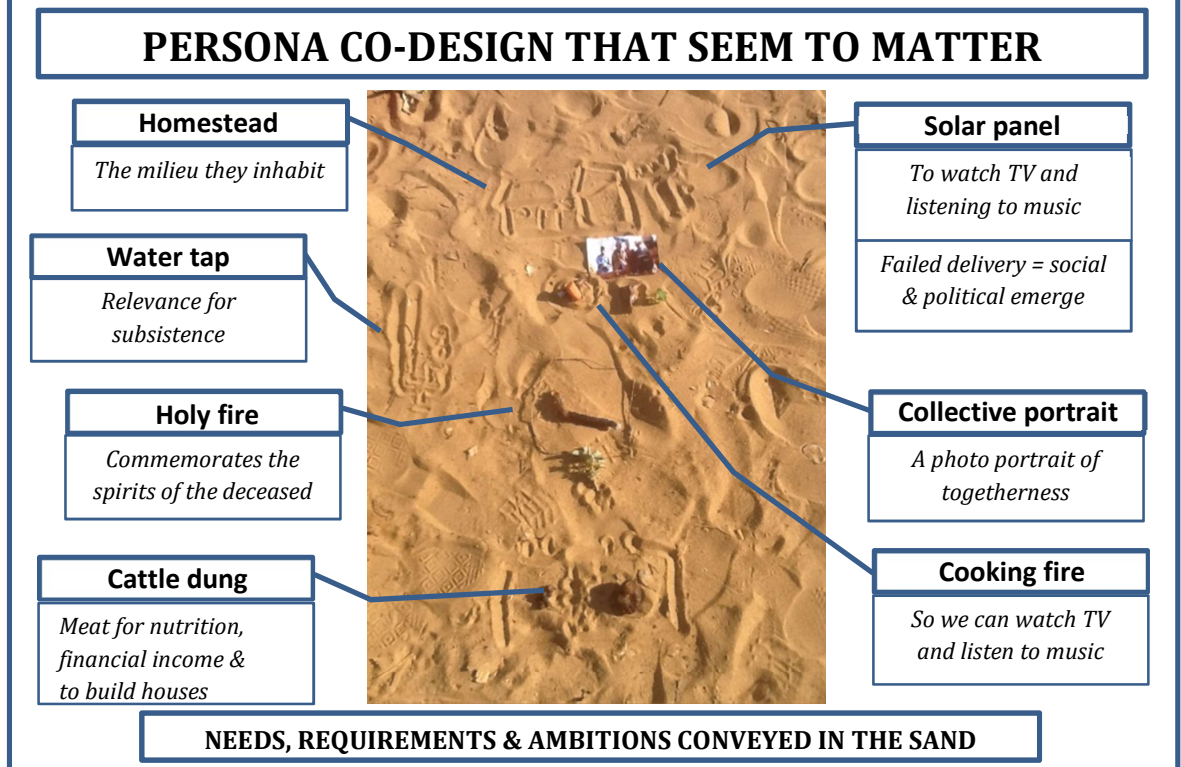 PERSONA CO-DESIGN THAT SEEM TO MATTER
Homestead
The milieu they inhabit
Water tap
Relevance for
subsistence
Holy fire
Commemorates the
spirits of the deceased
Cattle dung
Meat for nutrition,
financial income &
to build houses
Solar panel
To watch TV and
listening to music
Failed delivery = social
& political emerge
Collective portrait
A photo portrait of
togetherness
Cooking fire
So we can watch TV
and listen to music
NEEDS, REQUIREMENTS & AMBITIONS CONVEYED IN THE SAND